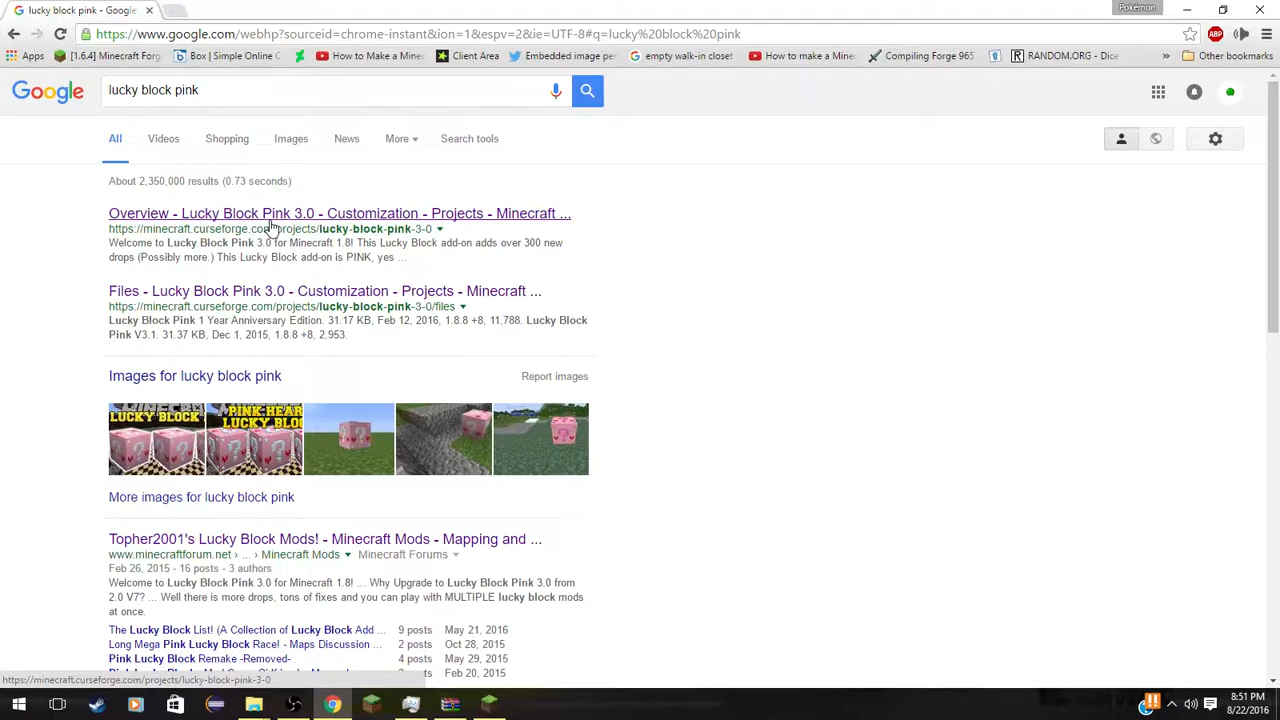 lucky block pink - Google
Pokémon
https://www.google.com/webhp?sourceid=chrome-instant&ion=1&espv=2&ie=UTF-8#q=lucky%20block%20pink
Apps
[1.6.4] Minecraft Forg
Box | Simple Online C
How to Make a Minec
Client Area
Embedded image per
empty walk-in closet
How to make a Minec
Compiling Forge 965
RANDOM.ORG - Dice
Other bookmarks
Google
lucky block pink
All Videos Shopping Images News More Search tools
About 2,350,000 results (0.73 seconds)
Overview - Lucky Block Pink 3.0 - Customization - Projects - Minecraft ...
https://minecraft.curseforge.com/projects/lucky-block-pink-3-0
Welcome to Lucky Block Pink 3.0 for Minecraft 1.8! This Lucky Block add-on adds over 300 new
drops (Possibly more.) This Lucky Block add-on is PINK, yes ...
Files - Lucky Block Pink 3.0 - Customization - Projects - Minecraft ...
https://minecraft.curseforge.com/projects/lucky-block-pink-3-0/files
Lucky Block Pink 1 Year Anniversary Edition. 31.17 KB, Feb 12, 2016, 1.8.8 +8, 11,788. Lucky Block
Pink V3.1. 31.37 KB, Dec 1, 2015, 1.8.8 +8, 2,953.
Images for lucky block pink
Report images
LUCKY BLOCK
PINK HEAR
LUCKY BLO
More images for lucky block pink
Topher2001's Lucky Block Mods! - Minecraft Mods - Mapping and ...
www.minecraftforum.net › ... › Minecraft Mods Minecraft Forums
Feb 26, 2015 - 16 posts - 3 authors
Welcome to Lucky Block Pink 3.0 for Minecraft 1.8! ... Why Upgrade to Lucky Block Pink 3.0 from
2.0 V7? ... Well there is more drops, tons of fixes and you can play with MULTIPLE lucky block mods
at once.
The Lucky Block List! (A Collection of Lucky Block Add ... 9 posts May 21, 2016
Long Mega Pink Lucky Block Race! - Maps Discussion ... 2 posts Oct 28, 2015
Pink Lucky Block Remake -Removed- 4 posts May 29, 2015
Feb 20, 2015
https://minecraft.curseforge.com/projects/lucky-block-pink-3-0
8:51 PM
8/22/2016